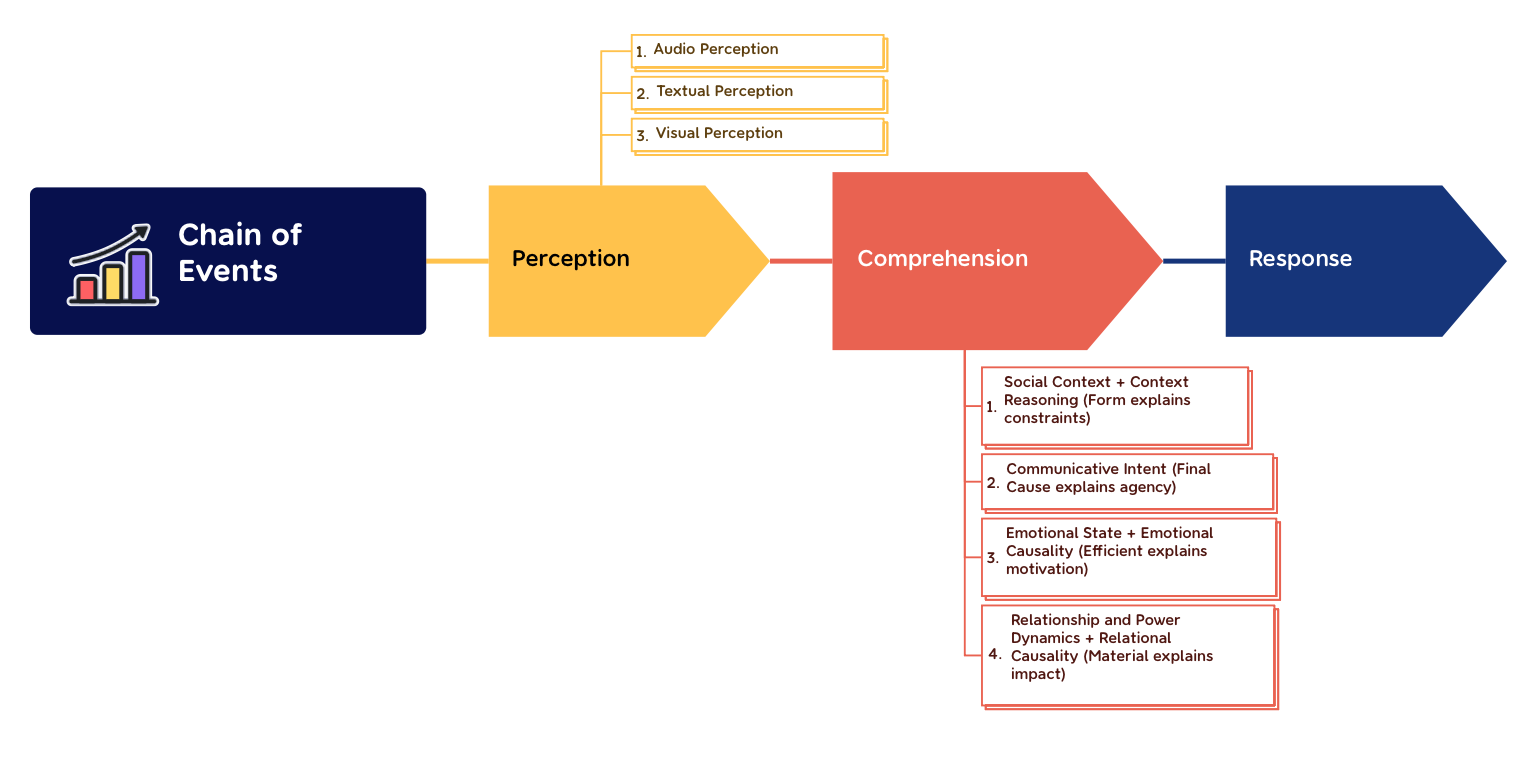 1. Audio Perception
2. Textual Perception
3. Visual Perception
Chain of
Events
Perception
Comprehension
Response
1. Social Context + Context
Reasoning (Form explains
constraints)
2. Communicative Intent (Final
Cause explains agency)
3. Emotional State + Emotional
Causality (Efficient explains
motivation)
4. Relationship and Power
Dynamics + Relational
Causality (Material explains
impact)